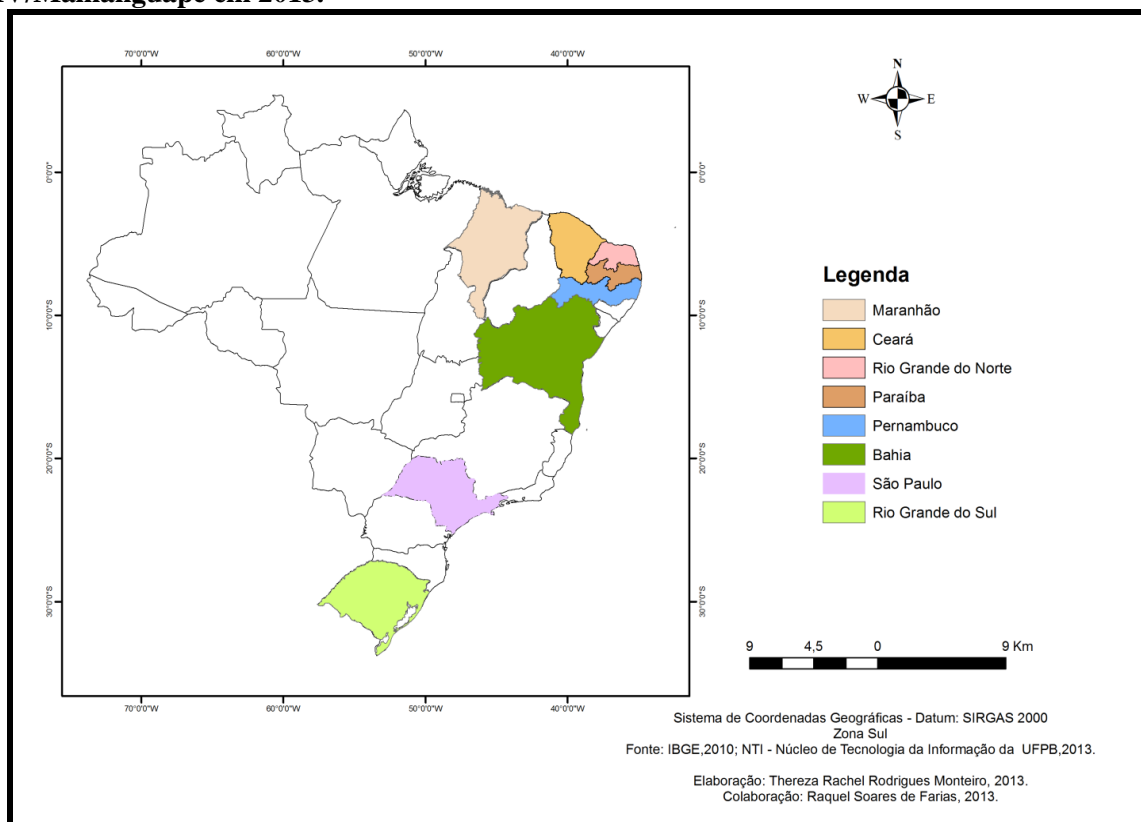 IV/Mamanguape em 2013.
70°0'0"W 60°0'0"W 50°0'0"W 40°0'0"W
N
W E
S
0°0'0" 0°0'0"
10°0'0"S 10°0'0"S
20°0'0"S 20°0'0"S
30°0'0"S 30°0'0"S
70°0'0"W 60°0'0"W 50°0'0"W 40°0'0"W
Legenda
Maranhão
Ceará
Rio Grande do Norte
Paraíba
Pernambuco
Bahia
São Paulo
Rio Grande do Sul
9 4,5 0 9 Km
Sistema de Coordenadas Geográficas - Datum: SIRGAS 2000
Zona Sul
Fonte: IBGE,2010; NTI - Núcleo de Tecnologia da Informação da UFPB,2013.
Elaboração: Thereza Rachel Rodrigues Monteiro, 2013.
Colaboração: Raquel Soares de Farias, 2013.